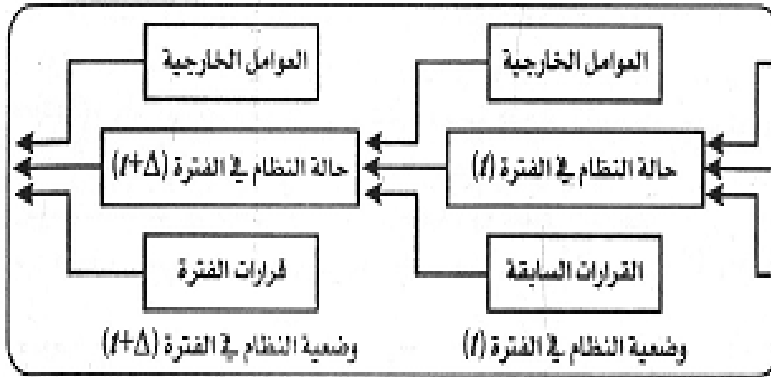 العوامل الخارجية
حالة النظام في الفترة (t)
القرارات السابقة
وضعية النظام في الفترة (t)
العوامل الخارجية
حالة النظام في الفترة (t+Δ)
قرارات الفترة
وضعية النظام في الفترة (t+Δ)